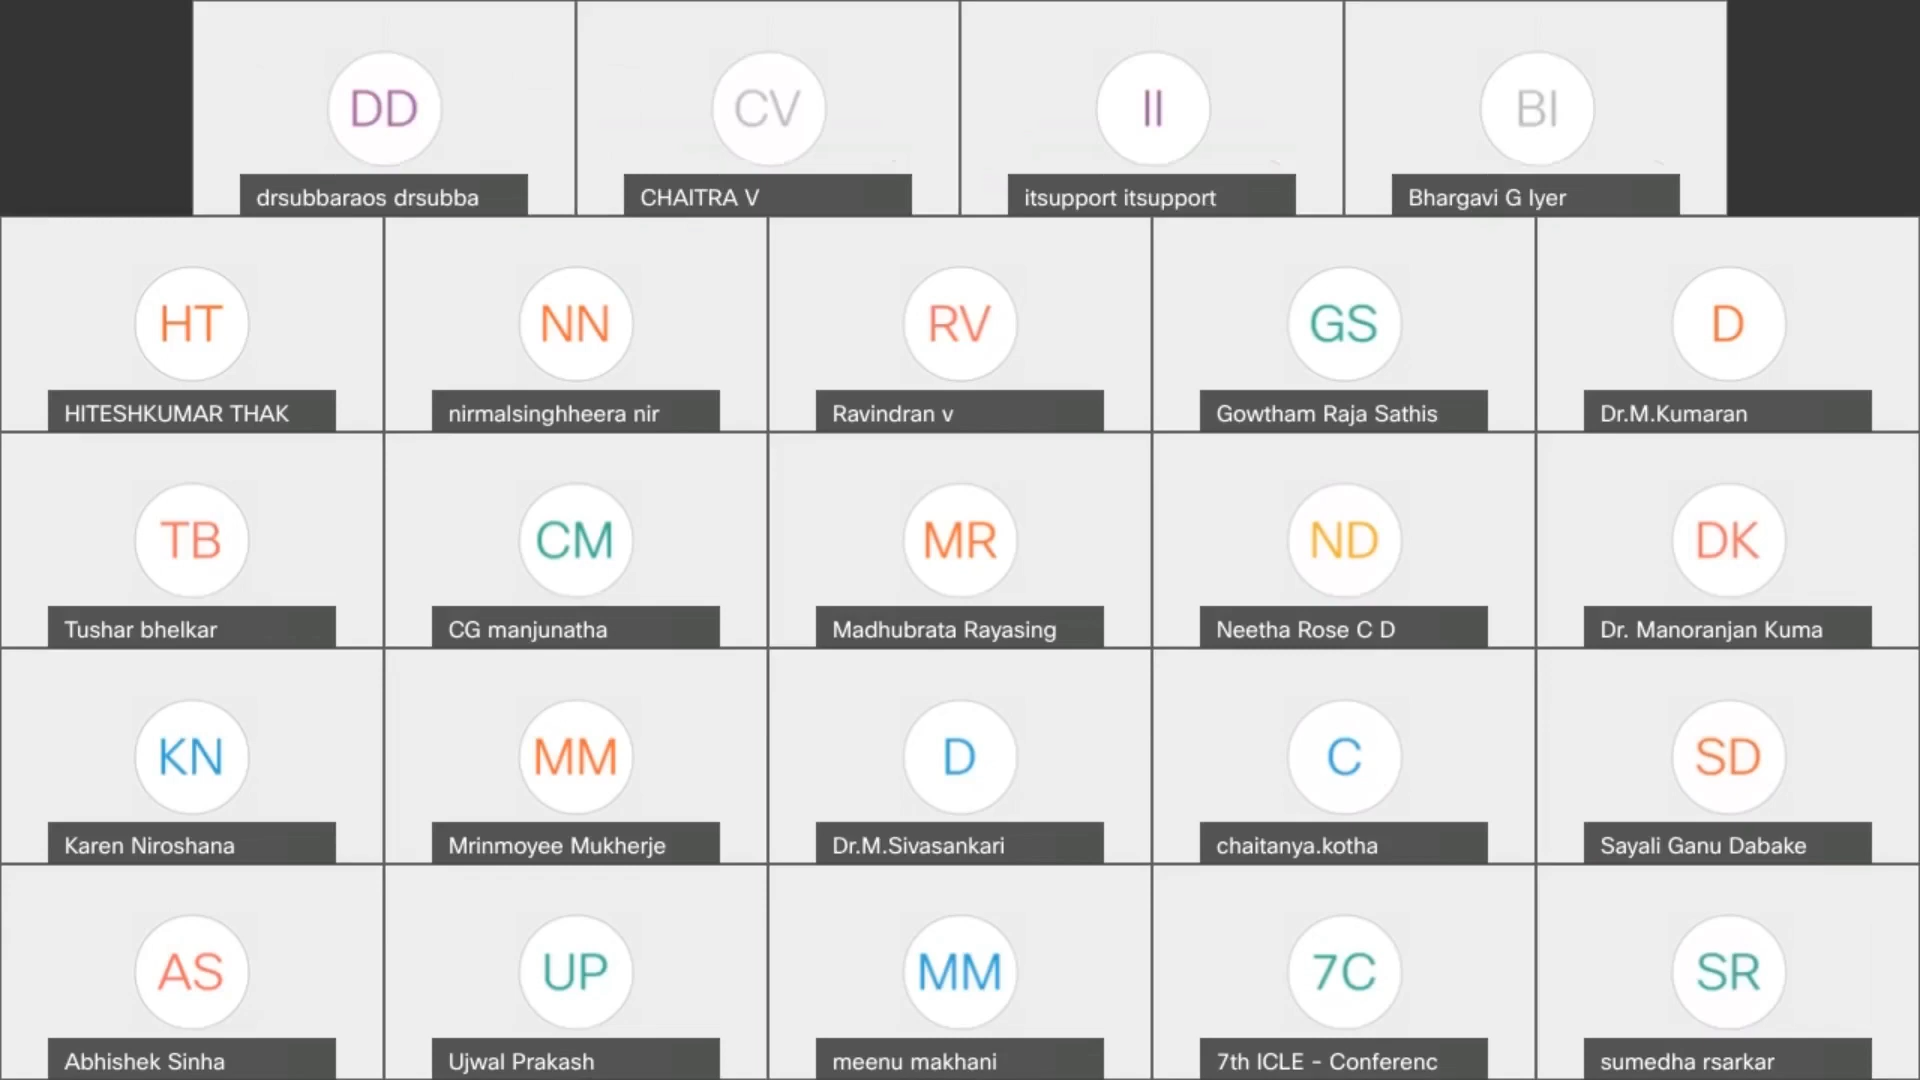 DD
CV
II
BI
drsubbaraos drsubba
CHAITRA V
itsupport itsupport
Bhargavi G Iyer
HT
NN
RV
GS
D
HITESHKUMAR THAK
nirmalsinghheera nir
Ravindran v
Gowtham Raja Sathis
Dr.M.Kumaran
TB
CM
MR
ND
DK
Tushar bhelkar
CG manjunatha
Madhubrata Rayasing
Neetha Rose C D
Dr. Manoranjan Kuma
KN
MM
D
C
SD
Karen Niroshana
Mrinmoyee Mukherje
Dr.M.Sivasankari
chaitanya.kotha
Sayali Ganu Dabake
AS
UP
MM
7C
SR
Abhishek Sinha
Ujwal Prakash
meenu makhani
7th ICLE - Conferenc
sumedha rsarkar